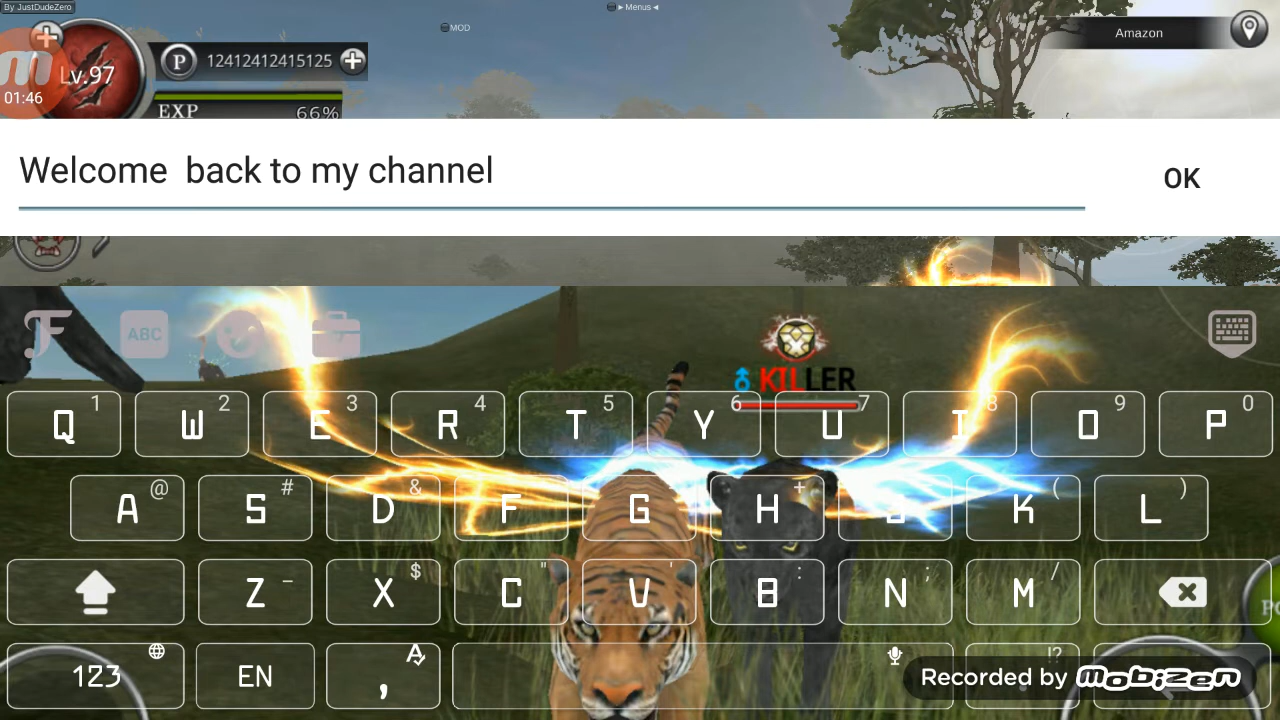 By JustDudeZero
►Menus◄
MOD
Amazon
Lv.97
P 12412412415125
01:46
EXP 66%
Welcome  back to my channel
OK
ABC
KILLER
Q 1 W 2 E 3 R 4 T 5 Y 6 U 7 I 8 O 9 P 0
A @ S # D & F G H + J K ( L )
Z _ X $ C " V ' B : N ; M /
123 EN , !?
Recorded by mobizen